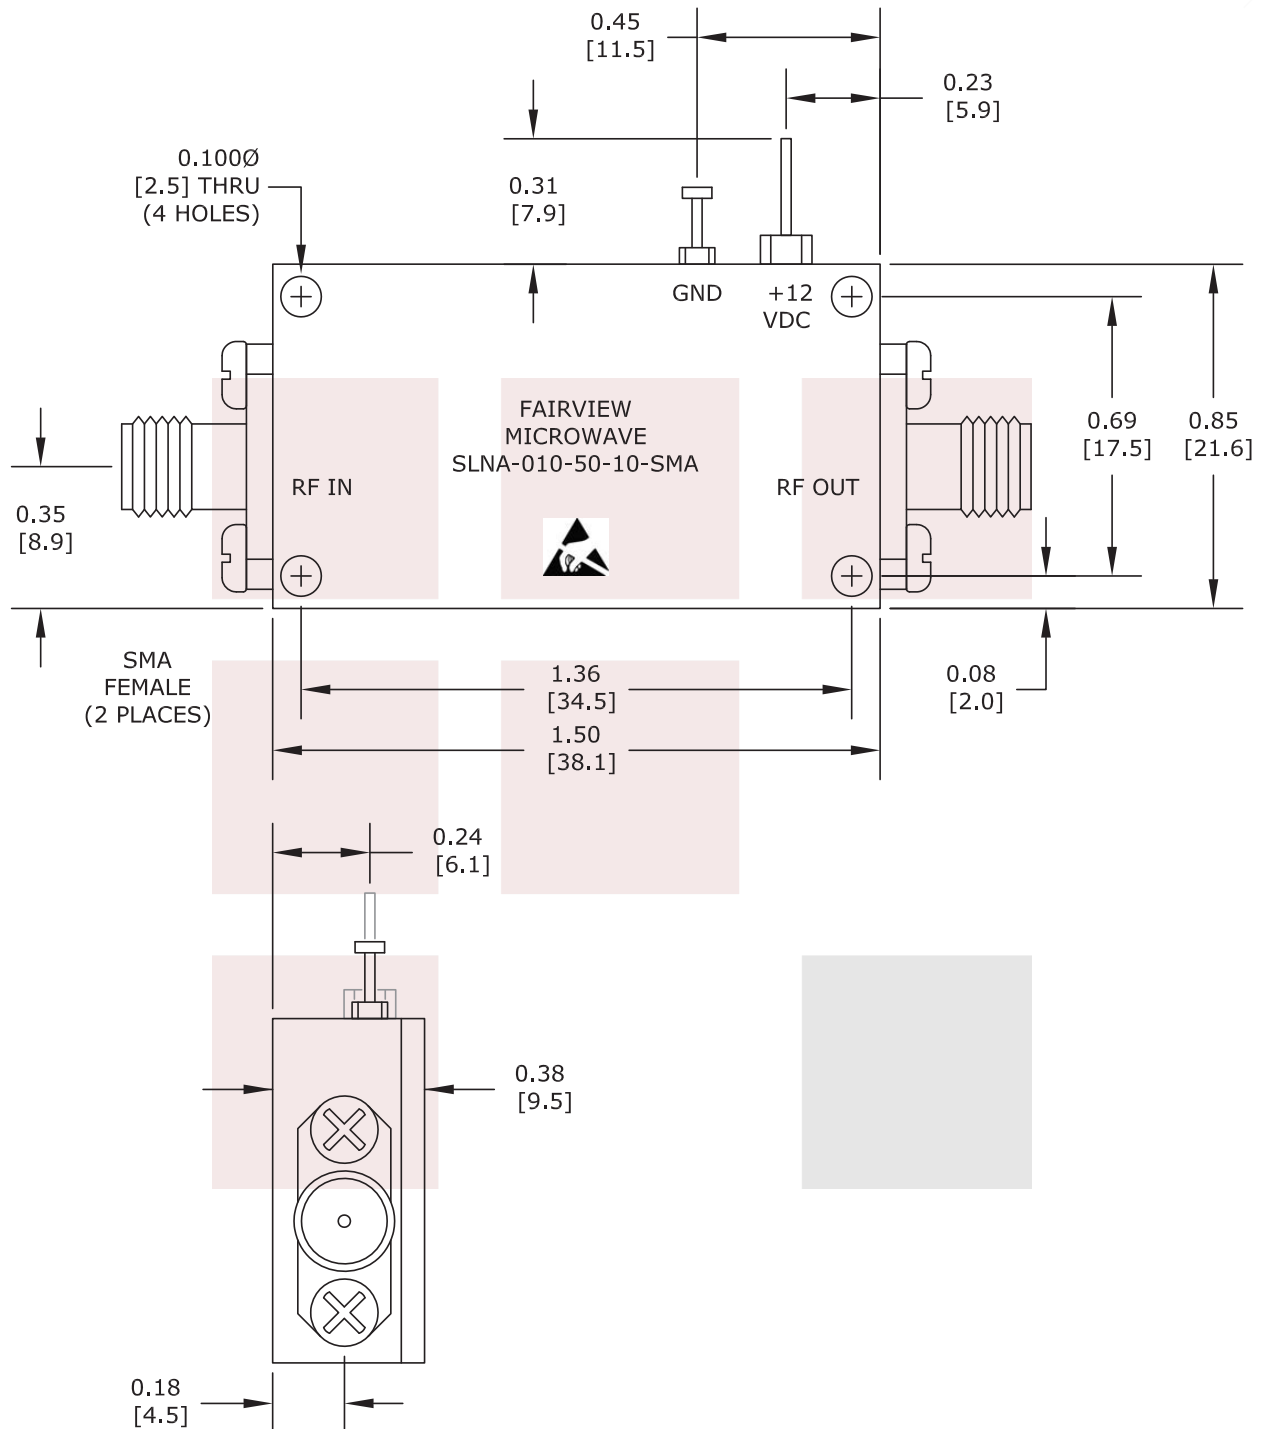 0.45
[11.5]
0.23
[5.9]
0.100Ø
[2.5] THRU
(4 HOLES)
0.31
[7.9]
GND
+12
VDC
FAIRVIEW
MICROWAVE
SLNA-010-50-10-SMA
RF IN
RF OUT
0.69
[17.5]
0.85
[21.6]
0.35
[8.9]
SMA
FEMALE
(2 PLACES)
1.36
[34.5]
0.08
[2.0]
1.50
[38.1]
0.24
[6.1]
0.38
[9.5]
0.18
[4.5]